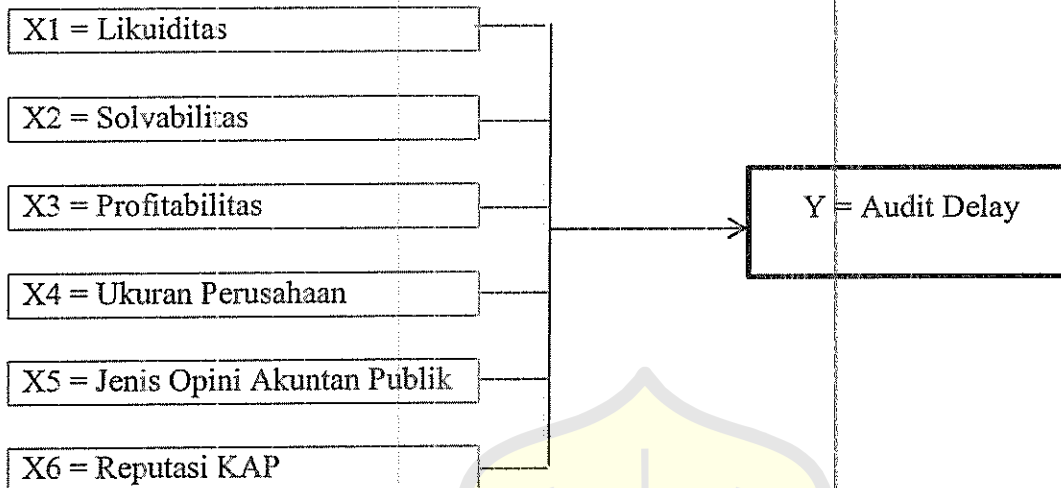 X1 = Likuiditas
X2 = Solvabilitas
X3 = Profitabilitas
X4 = Ukuran Perusahaan
X5 = Jenis Opini Akuntan Publik
X6 = Reputasi KAP
Y = Audit Delay